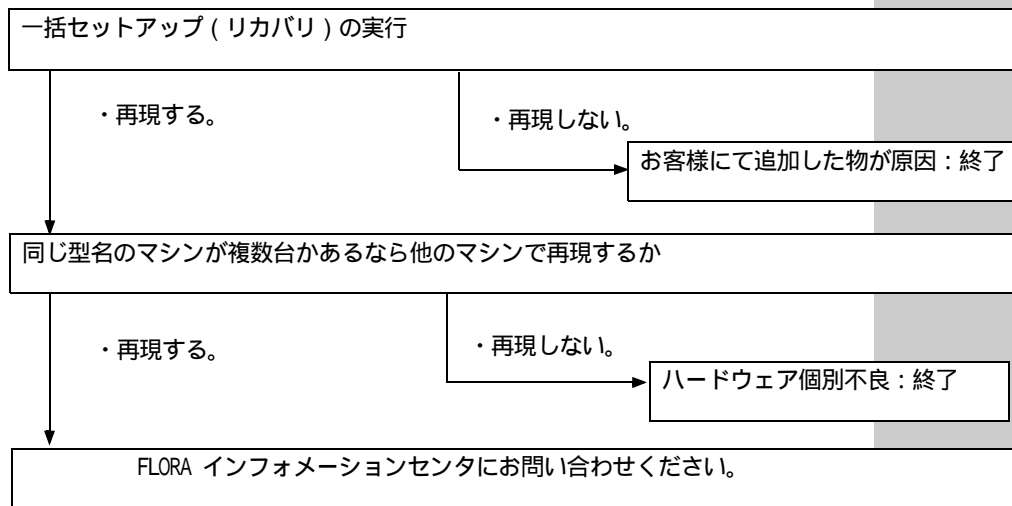 一括セットアップ(リカバリ)の実行
・再現する。
・再現しない。
お客様にて追加した物が原因:終了
同じ型名のマシンが複数台かあるなら他のマシンで再現するか
・再現する。
・再現しない。
ハードウェア個別不良:終了
FLORA インフォメーションセンタにお問い合わせください。